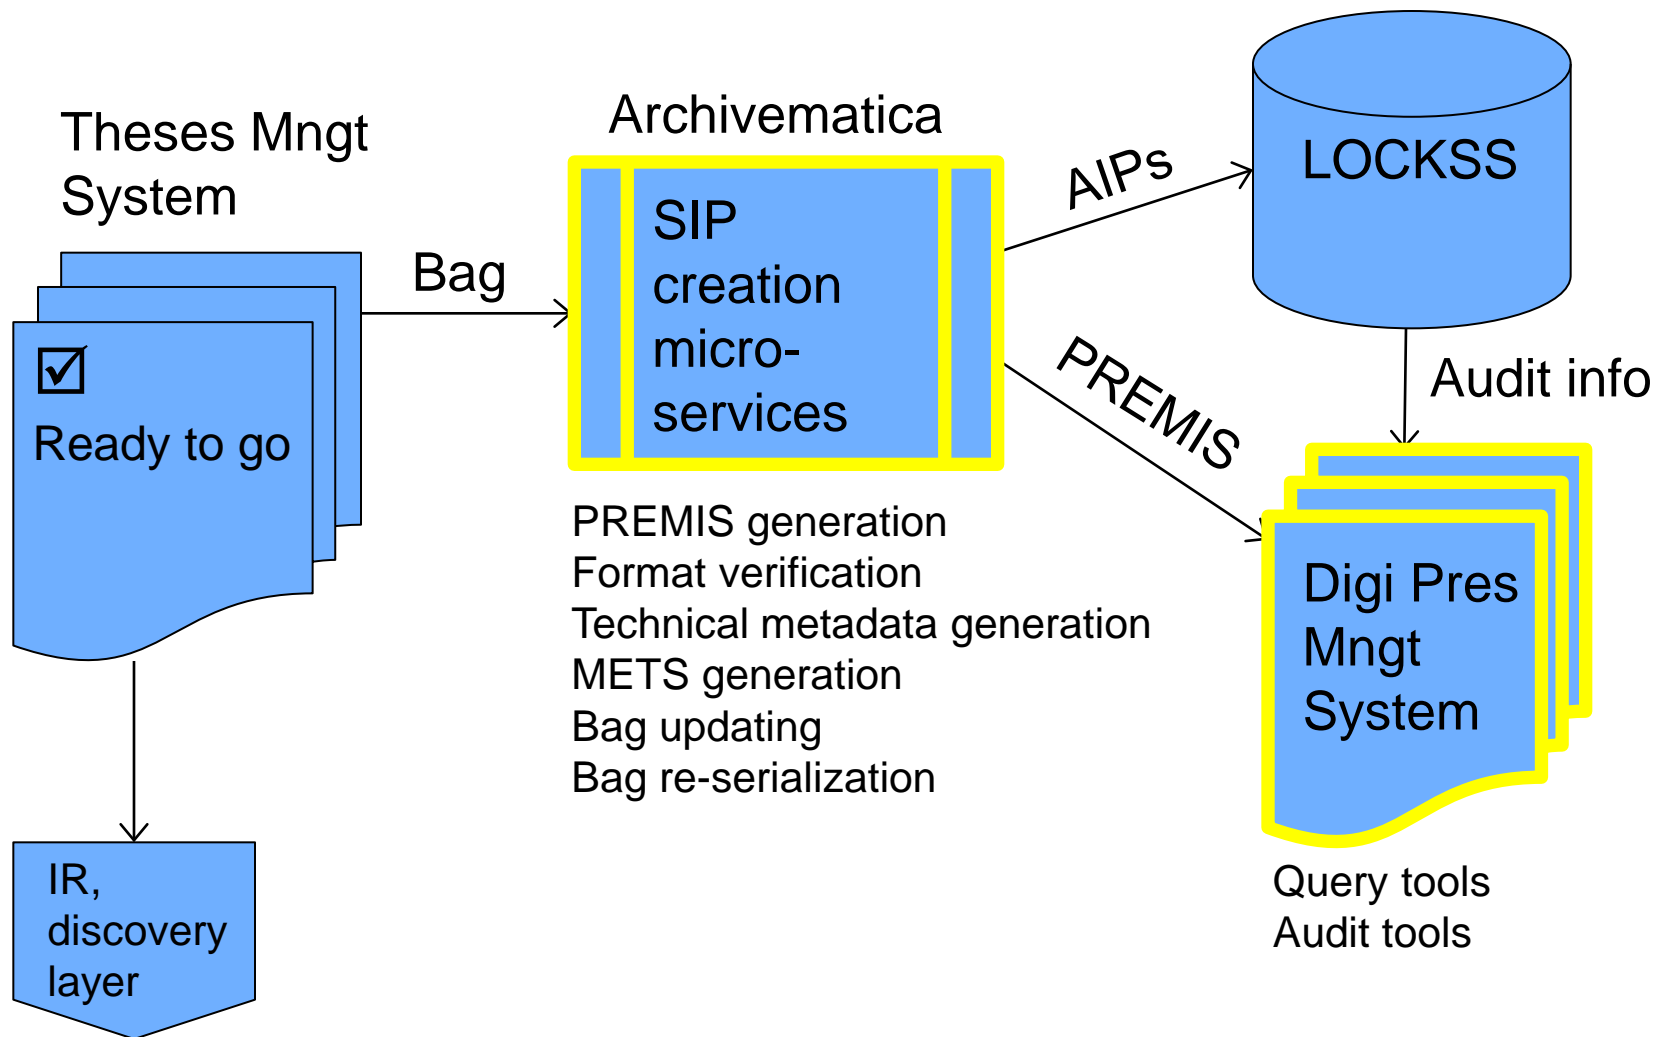 Theses Mngt
System
☑
Ready to go
IR,
discovery
layer
Bag
Archivematica
SIP
creation
micro-
services
PREMIS generation
Format verification
Technical metadata generation
METS generation
Bag updating
Bag re-serialization
AIPs
PREMIS
LOCKSS
Audit info
Digi Pres
Mngt
System
Query tools
Audit tools